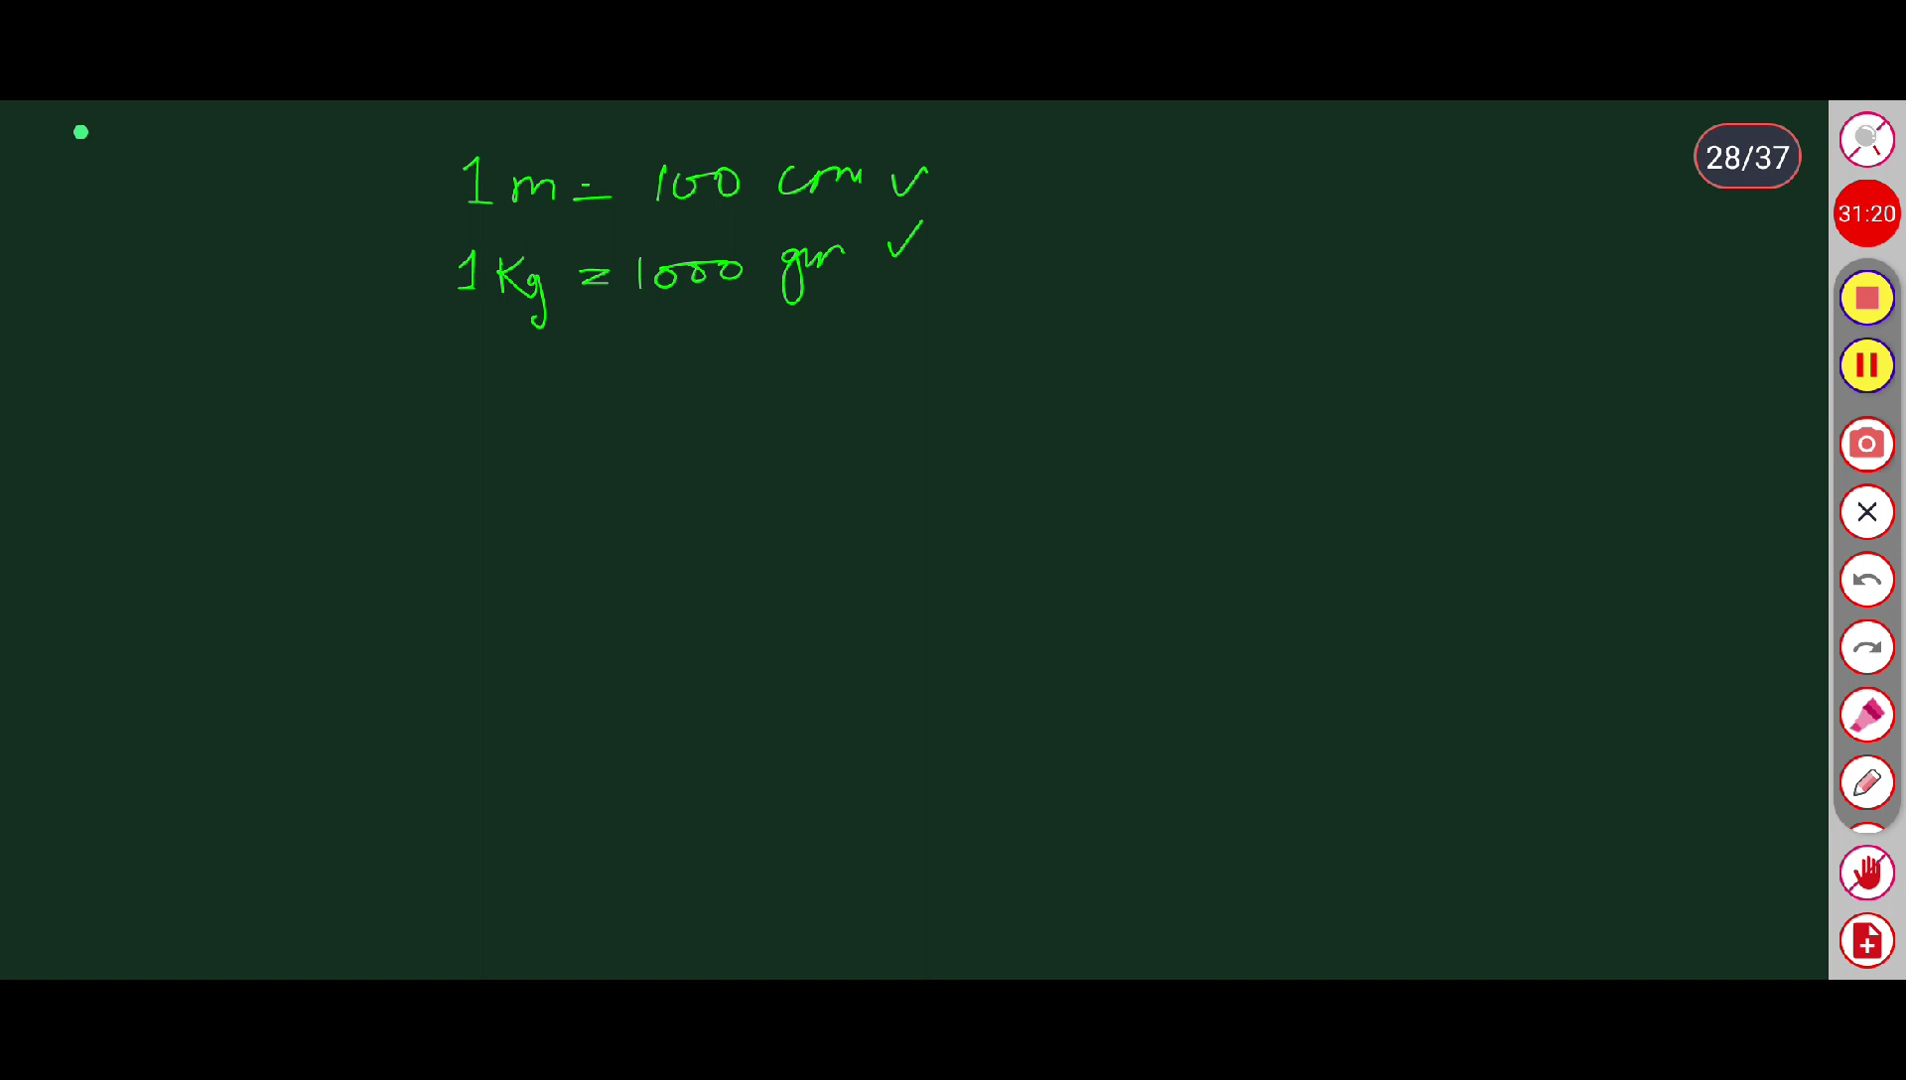 1 m = 100 cm ✓
28/37
31:20
1 Kg = 1000 gm ✓